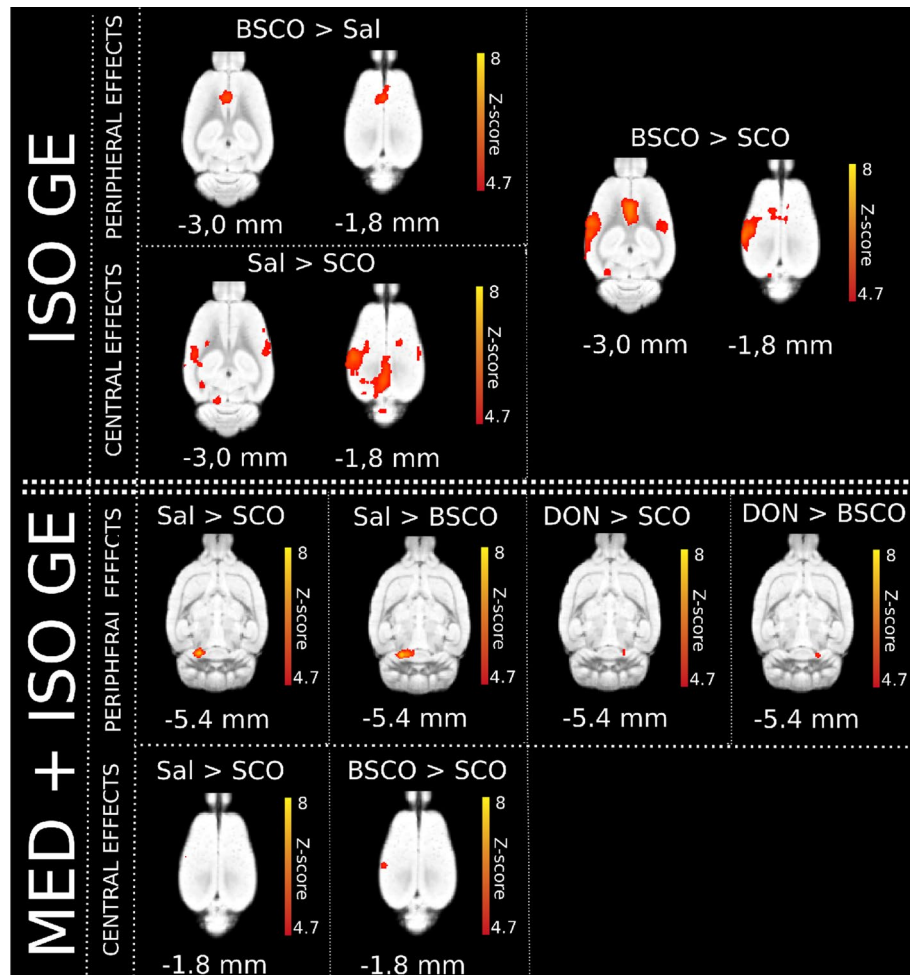 ISO GE
PERIPHERAL EFFECTS
BSCO > Sal
8
Z-score
4.7
-3,0 mm
-1,8 mm
CENTRAL EFFECTS
Sal > SCO
8
Z-score
4.7
-3,0 mm
-1,8 mm
BSCO > SCO
8
Z-score
4.7
-3,0 mm
-1,8 mm
MED + ISO GE
PERIPHERAL EFFECTS
Sal > SCO
8
Z-score
4.7
-5.4 mm
Sal > BSCO
8
Z-score
4.7
-5.4 mm
DON > SCO
8
Z-score
4.7
-5.4 mm
DON > BSCO
8
Z-score
4.7
-5.4 mm
CENTRAL EFFECTS
Sal > SCO
8
Z-score
4.7
-1.8 mm
BSCO > SCO
8
Z-score
4.7
-1.8 mm